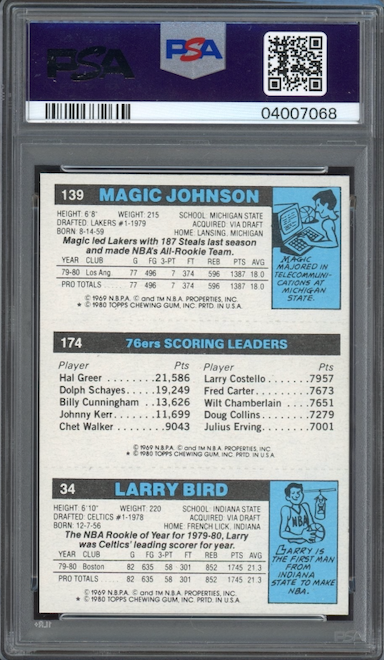 PSA
PSA
04007068
139 MAGIC JOHNSON
HEIGHT: 6'8' WEIGHT: 215 SCHOOL: MICHIGAN STATE
DRAFTED: LAKERS #1-1979 ACQUIRED: VIA DRAFT
BORN: 8-14-59 HOME: LANSING, MICHIGAN
Magic led Lakers with 187 Steals last season
and made NBA's All-Rookie Team.
YEAR CLUB G FG 3-PT FT REB PTS AVG
79-80 Los Ang 77 496 7 374 596 1387 18.0
PRO TOTALS 77 496 7 374 596 1387 18.0
© 1969 N.B.P.A. © and TM N.B.A. PROPERTIES, INC.
★ © 1980 TOPPS CHEWING GUM, INC. PRTD. IN U.S.A.
MAGIC
MAJORED IN
TELECOMMUNI-
CATIONS AT
MICHIGAN
STATE.
174 76ers SCORING LEADERS
Player Pts Player Pts
Hal Greer ........21,586 Larry Costello ..7957
Dolph Schayes ...19,249 Fred Carter .....7673
Billy Cunningham ..13,626 Wilt Chamberlain .7651
Johnny Kerr......11,699 Doug Collins ....7279
Chet Walker .......9043 Julius Erving....7001
© 1969 N.B.P.A. © and TM N.B.A. PROPERTIES, INC
★ © 1980 TOPPS CHEWING GUM, INC. PRTD. IN U.S.A.
34 LARRY BIRD
HEIGHT: 6'10' WEIGHT: 220 SCHOOL: INDIANA STATE
DRAFTED: CELTICS #1-1978 ACQUIRED: VIA DRAFT
BORN: 12-7-56 HOME: FRENCH LICK, INDIANA
The NBA Rookie of Year for 1979-80, Larry
was Celtics' leading scorer for year.
YEAR CLUB G FG 3-PT FT REB PTS AVG
79-80 Boston 82 635 58 301 852 1745 21.3
PRO TOTALS 82 635 58 301 852 1745 21.3
© 1969 N.B.P.A. © and TM N.B.A. PROPERTIES, INC.
★ © 1980 TOPPS CHEWING GUM, INC. PRTD. IN U.S.A.
NBA
LARRY IS
THE FIRST
MAN FROM
INDIANA
STATE TO MAKE
NBA.